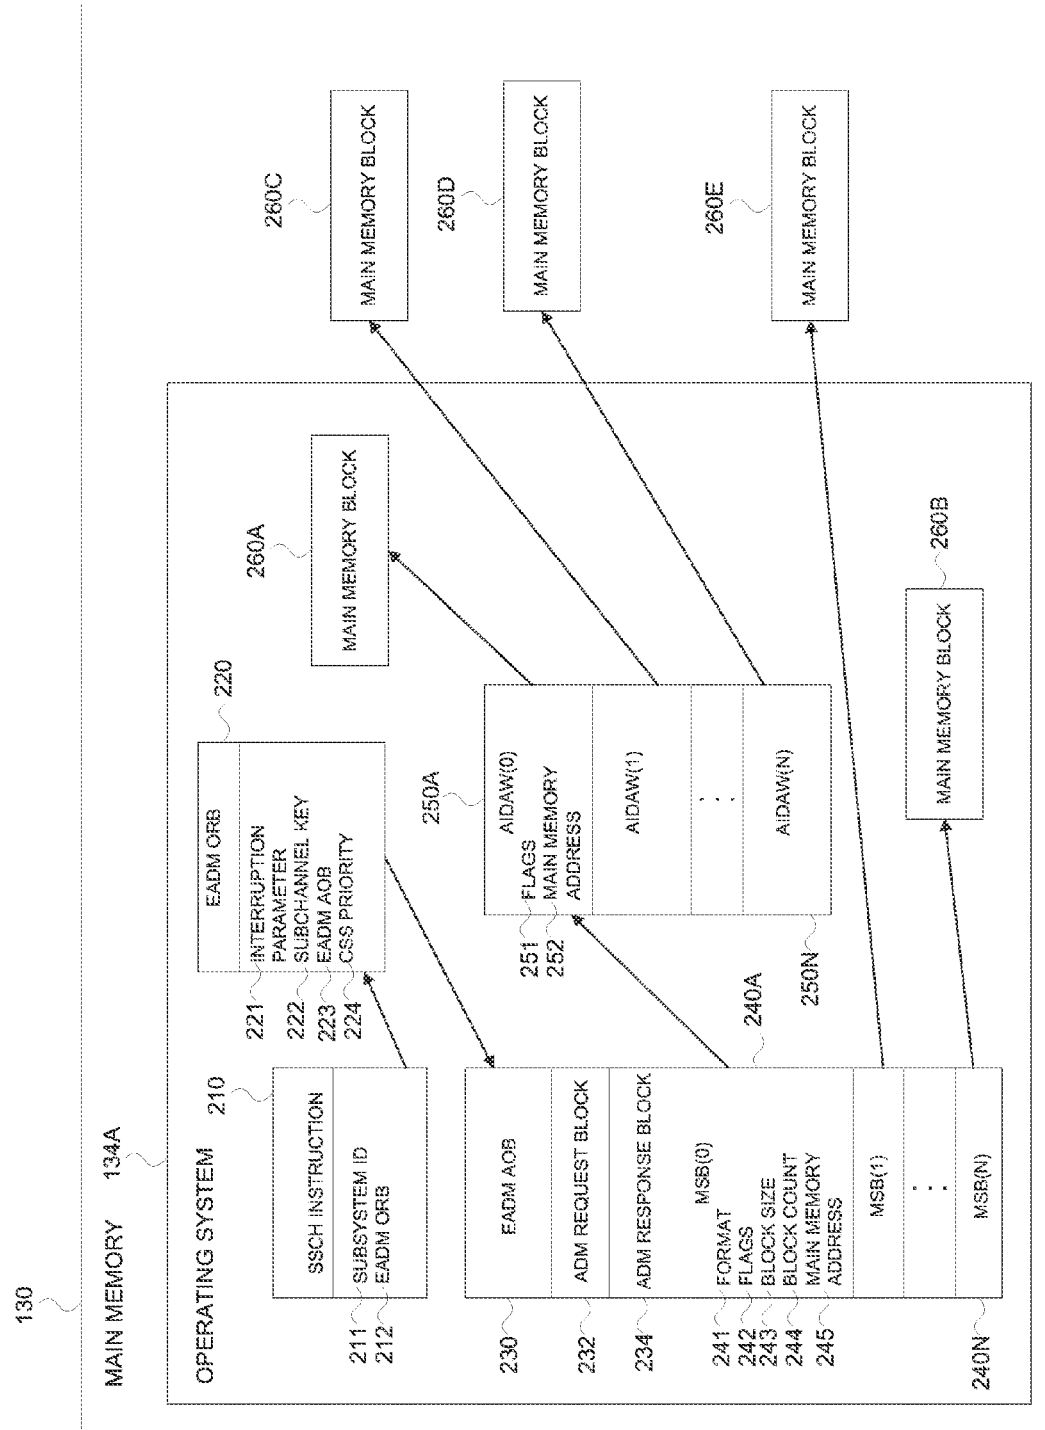 130
MAIN MEMORY
134A
OPERATING SYSTEM
210
SSCH INSTRUCTION
211
SUBSYSTEM ID
212
EADM ORB
220
EADM ORB
221
INTERRUPTION
PARAMETER
222
SUBCHANNEL KEY
223
EADM AOB
224
CSS PRIORITY
230
EADM AOB
232
ADM REQUEST BLOCK
234
ADM RESPONSE BLOCK
240A
MSB(0)
241
FORMAT
242
FLAGS
243
BLOCK SIZE
244
BLOCK COUNT
245
MAIN MEMORY
ADDRESS
MSB(1)
. . .
240N
MSB(N)
250A
AIDAW(0)
251
FLAGS
252
MAIN MEMORY
ADDRESS
AIDAW(1)
. . .
250N
AIDAW(N)
260A
MAIN MEMORY BLOCK
260B
MAIN MEMORY BLOCK
260C
MAIN MEMORY BLOCK
260D
MAIN MEMORY BLOCK
260E
MAIN MEMORY BLOCK